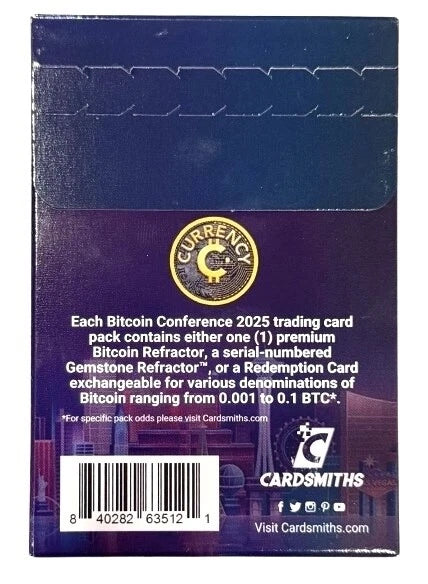 CURRENCY
Each Bitcoin Conference 2025 trading card
pack contains either one (1) premium
Bitcoin Refractor, a serial-numbered
Gemstone Refractor™, or a Redemption Card
exchangeable for various denominations of
Bitcoin ranging from 0.001 to 0.1 BTC*.
*For specific pack odds please visit Cardsmiths.com
CARDSMITHS
Visit Cardsmiths.com
8 40282 63512 1
VEGAS